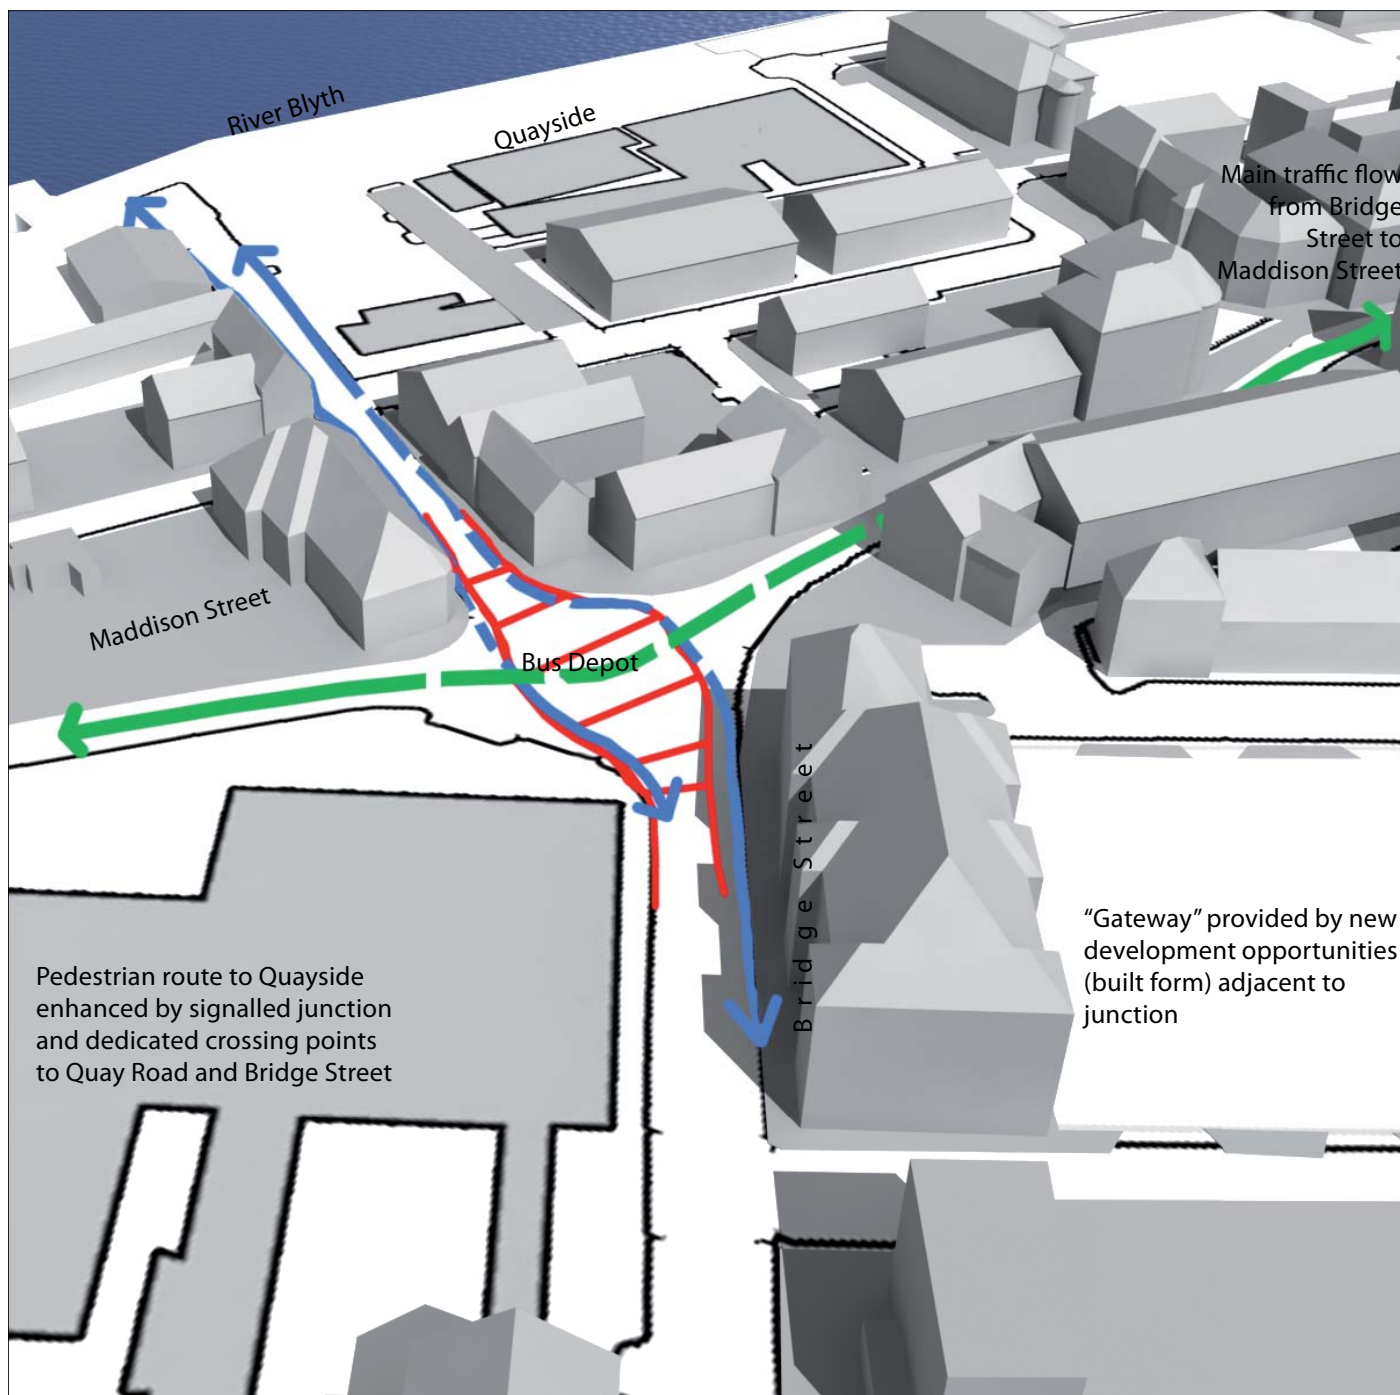 River Blyth
Quayside
Main traffic flow
from Bridge
Street to
Maddison Street
Maddison Street
Bus Depot
Bridge Street
“Gateway” provided by new
development opportunities
(built form) adjacent to
junction
Pedestrian route to Quayside
enhanced by signalled junction
and dedicated crossing points
to Quay Road and Bridge Street